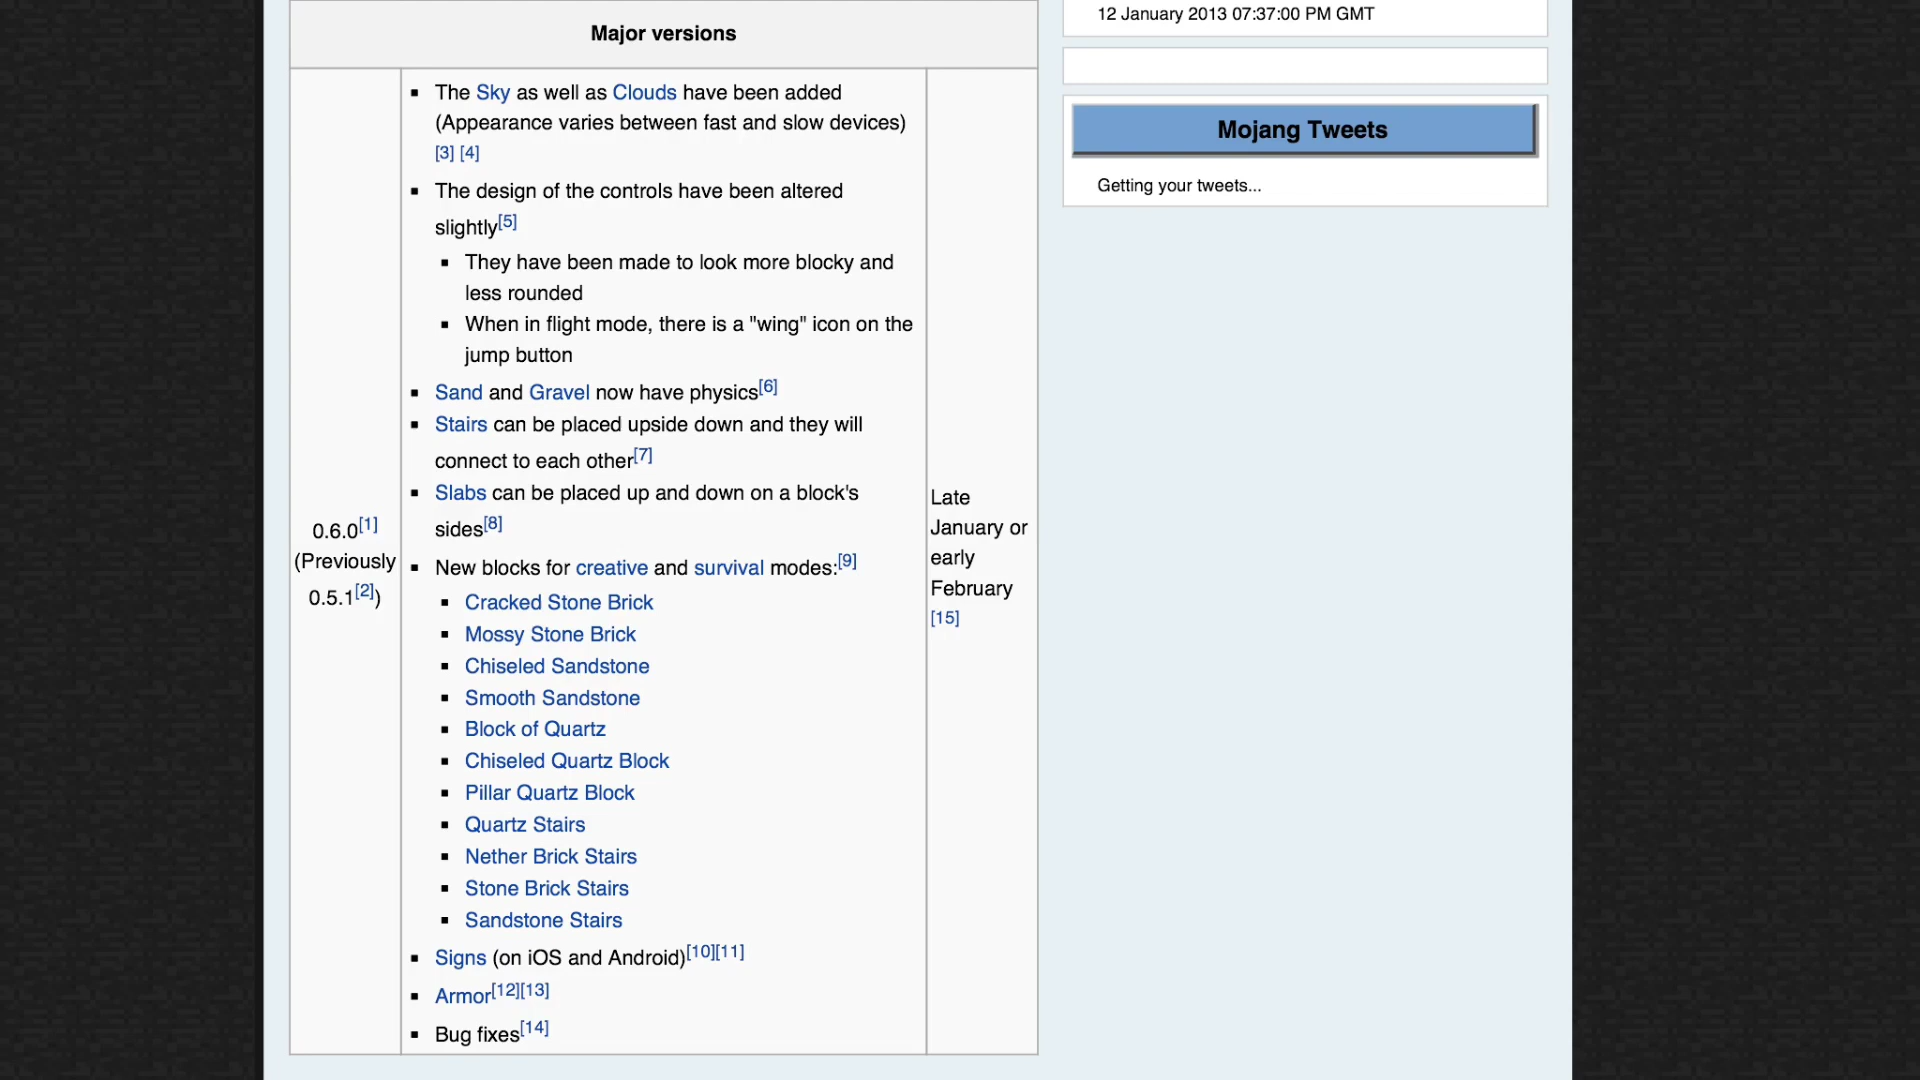 Major versions
The Sky as well as Clouds have been added
(Appearance varies between fast and slow devices)
[3] [4]
The design of the controls have been altered
slightly[5]
They have been made to look more blocky and
less rounded
When in flight mode, there is a "wing" icon on the
jump button
Sand and Gravel now have physics[6]
Stairs can be placed upside down and they will
connect to each other[7]
Slabs can be placed up and down on a block's
sides[8]
0.6.0[1]
(Previously
0.5.1[2])
New blocks for creative and survival modes:[9]
Cracked Stone Brick
Mossy Stone Brick
Chiseled Sandstone
Smooth Sandstone
Block of Quartz
Chiseled Quartz Block
Pillar Quartz Block
Quartz Stairs
Nether Brick Stairs
Stone Brick Stairs
Sandstone Stairs
Signs (on iOS and Android)[10][11]
Armor[12][13]
Bug fixes[14]
Late
January or
early
February
[15]
12 January 2013 07:37:00 PM GMT
Mojang Tweets
Getting your tweets...